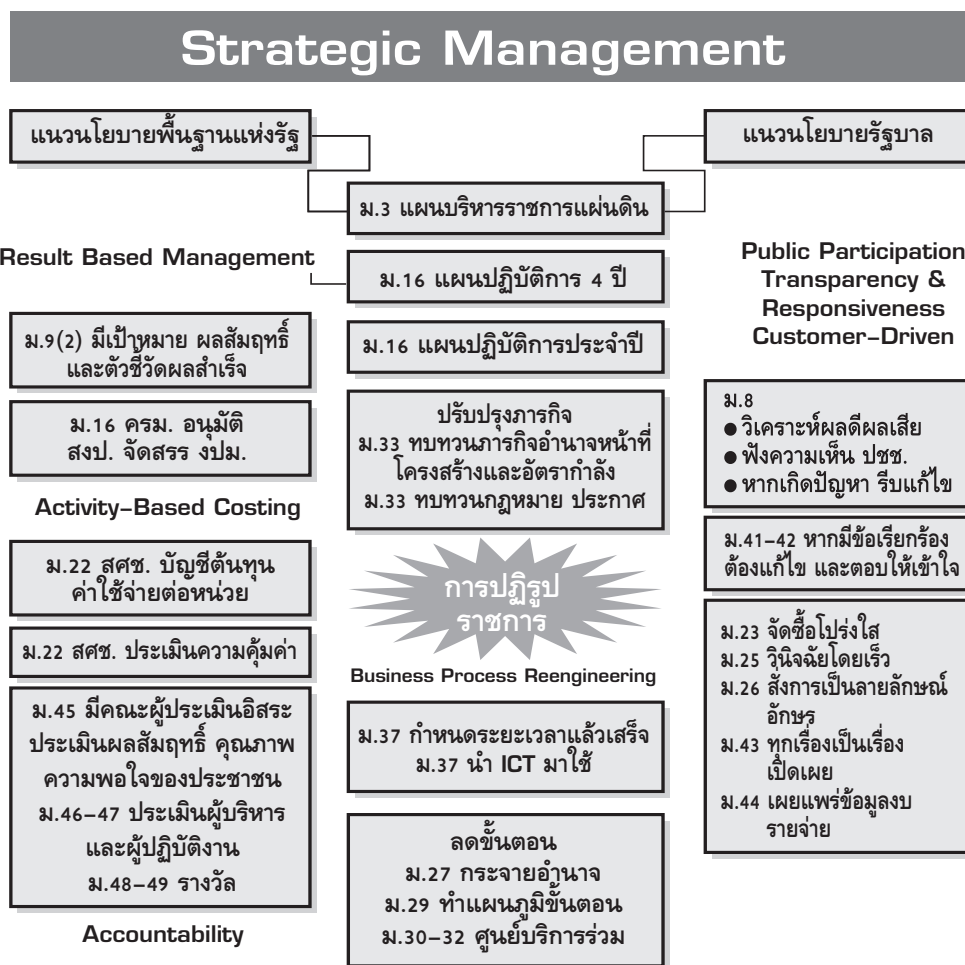 Strategic Management
แนวนโยบายพื้นฐานแห่งรัฐ
แนวนโยบายรัฐบาล
ม.3 แผนบริหารราชการแผ่นดิน
Result Based Management
ม.16 แผนปฏิบัติการ 4 ปี
ม.16 แผนปฏิบัติการประจำปี
ม.9(2) มีเป้าหมาย ผลสัมฤทธิ์
และตัวชี้วัดผลสำเร็จ
ม.16 ครม. อนุมัติ
สงป. จัดสรร งปม.
Activity-Based Costing
ม.22 สศช. บัญชีต้นทุน
ค่าใช้จ่ายต่อหน่วย
ม.22 สศช. ประเมินความคุ้มค่า
ม.45 มีคณะผู้ประเมินอิสระ
ประเมินผลสัมฤทธิ์ คุณภาพ
ความพอใจของประชาชน
ม.46-47 ประเมินผู้บริหาร
และผู้ปฏิบัติงาน
ม.48-49 รางวัล
Accountability
ปรับปรุงภารกิจ
ม.33 ทบทวนภารกิจอำนาจหน้าที่
โครงสร้างและอัตรากำลัง
ม.33 ทบทวนกฎหมาย ประกาศ
การปฏิรูป
ราชการ
Business Process Reengineering
ม.37 กำหนดระยะเวลาแล้วเสร็จ
ม.37 นำ ICT มาใช้
ลดขั้นตอน
ม.27 กระจายอำนาจ
ม.29 ทำแผนภูมิขั้นตอน
ม.30-32 ศูนย์บริการร่วม
Public Participation
Transparency &
Responsiveness
Customer-Driven
ม.8
● วิเคราะห์ผลดีผลเสีย
● ฟังความเห็น ปชช.
● หากเกิดปัญหา รีบแก้ไข
ม.41-42 หากมีข้อเรียกร้อง
ต้องแก้ไข และตอบให้เข้าใจ
ม.23 จัดซื้อโปร่งใส
ม.25 วินิจฉัยโดยเร็ว
ม.26 สั่งการเป็นลายลักษณ์
อักษร
ม.43 ทุกเรื่องเป็นเรื่อง
เปิดเผย
ม.44 เผยแพร่ข้อมูลงบ
รายจ่าย